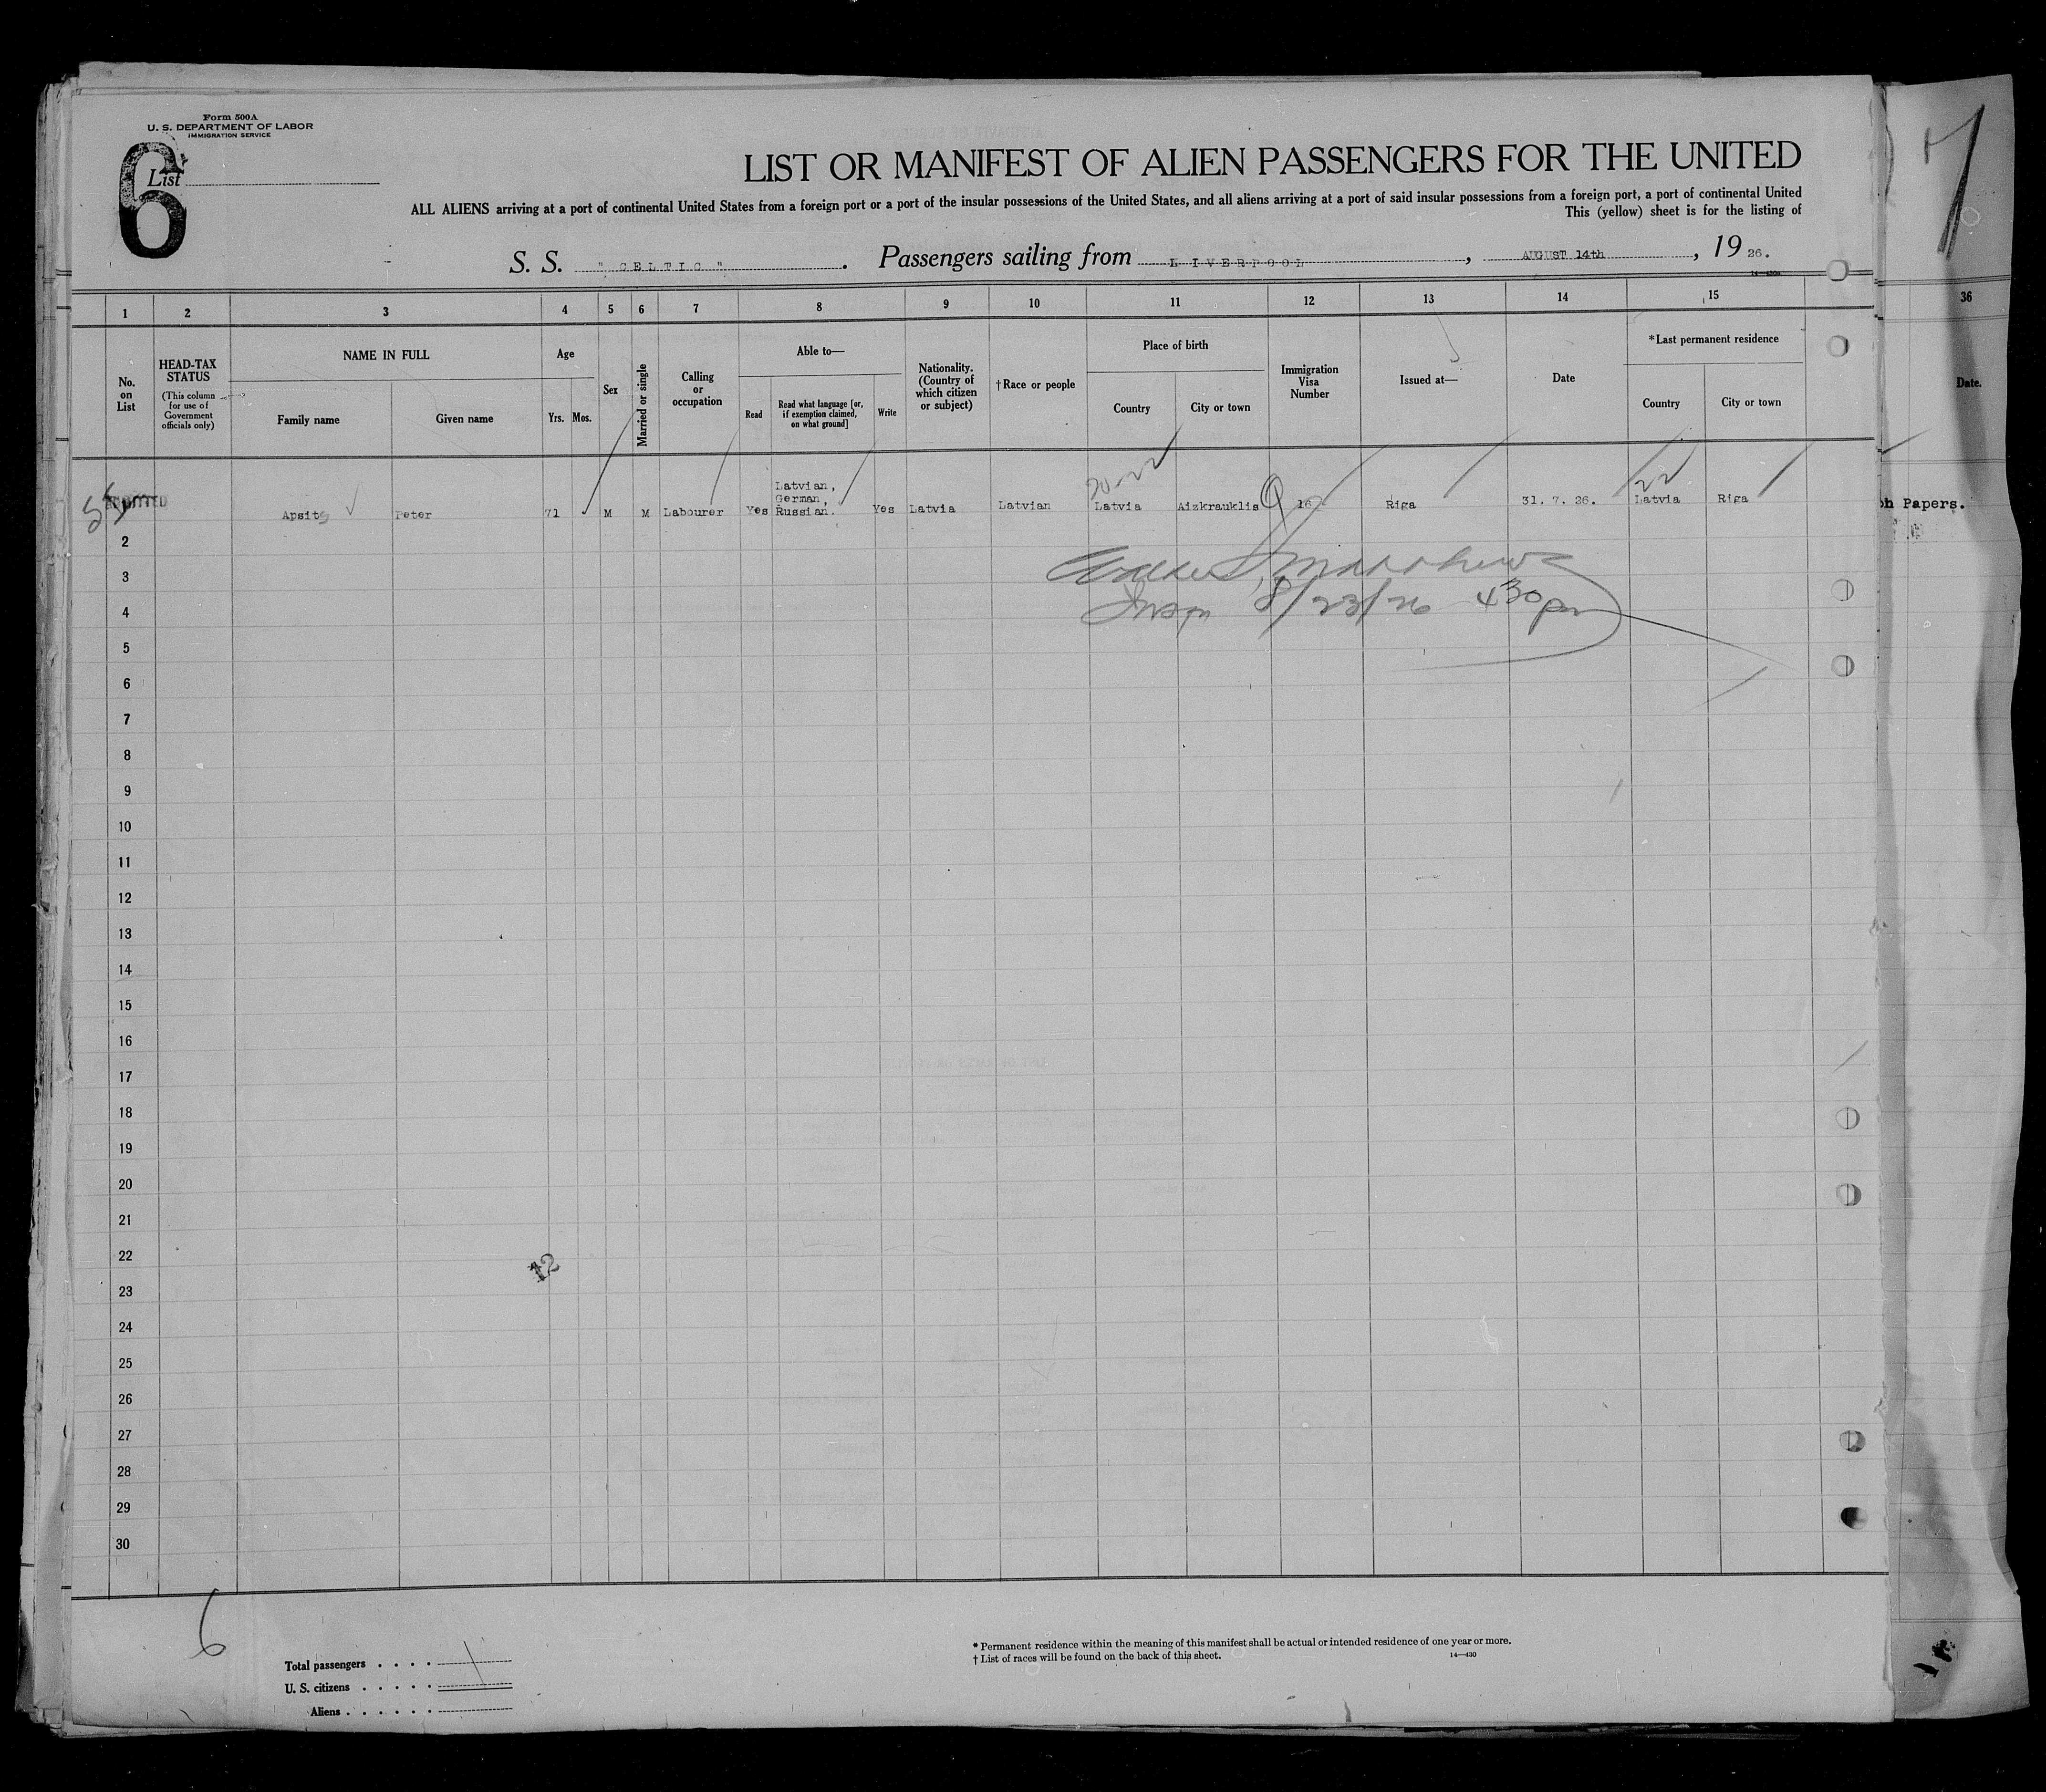 Form 500A
U. S. DEPARTMENT OF LABOR
IMMIGRATION SERVICE
6
List
LIST OR MANIFEST OF ALIEN PASSENGERS FOR THE UNITED
ALL ALIENS arriving at a port of continental United States from a foreign port or a port of the insular possessions of the United States, and all aliens arriving at a port of said insular possessions from a foreign port, a port of continental United
This (yellow) sheet is for the listing of
S. S. "CELTIC". Passengers sailing from LIVERPOOL, AUGUST 14th, 1926.
14—430
1 2 3 4 5 6 7 8 9 10 11 12 13 14 15
No. on List
HEAD-TAX STATUS
(This column for use of Government officials only)
NAME IN FULL
Family name
Given name
Age
Yrs. Mos.
Sex
Married or single
Calling or occupation
Able to—
Read
Read what language [or, if exemption claimed, on what ground]
Write
Nationality. (Country of which citizen or subject)
†Race or people
Place of birth
Country
City or town
Immigration Visa Number
Issued at—
Date
*Last permanent residence
Country
City or town
ADMITTED Apsits Peter 71 M M Labourer Yes Latvian, German, Russian. Yes Latvia Latvian Latvia Aizkrauklis 16 Riga 31. 7. 26. Latvia Riga
22
Matthews
Insp 8/23/26 4 30 pm
2
3
4
5
6
7
8
9
10
11
12
13
14
15
16
17
18
19
20
21
22
23
24
25
26
27
28
29
30
12
6
Total passengers . . . . 1
U. S. citizens . . . . .
Aliens . . . . . .
* Permanent residence within the meaning of this manifest shall be actual or intended residence of one year or more.
† List of races will be found on the back of this sheet.
14—430
7
36
Date.
Papers.